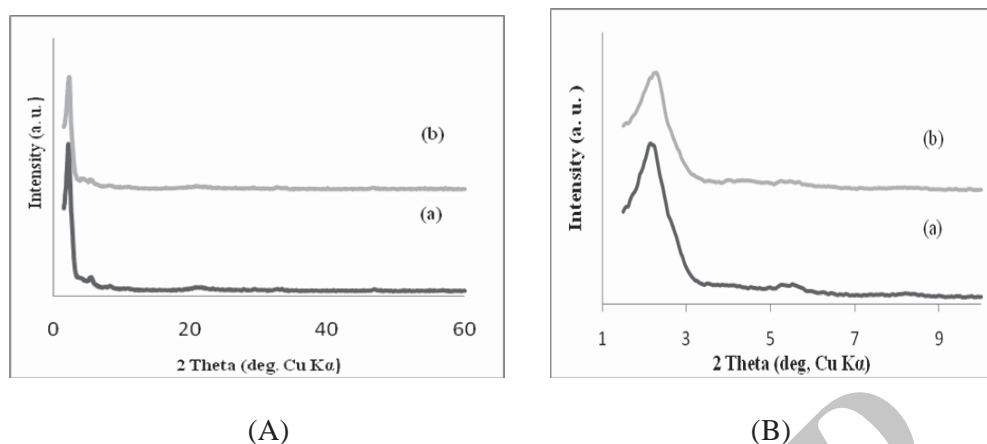 Intensity (a. u.)
(b)
(a)
0 20 40 60
2 Theta (deg. Cu Kα)
(A)
Intensity (a. u. )
(b)
(a)
1 3 5 7 9
2 Theta (deg, Cu Kα)
(B)